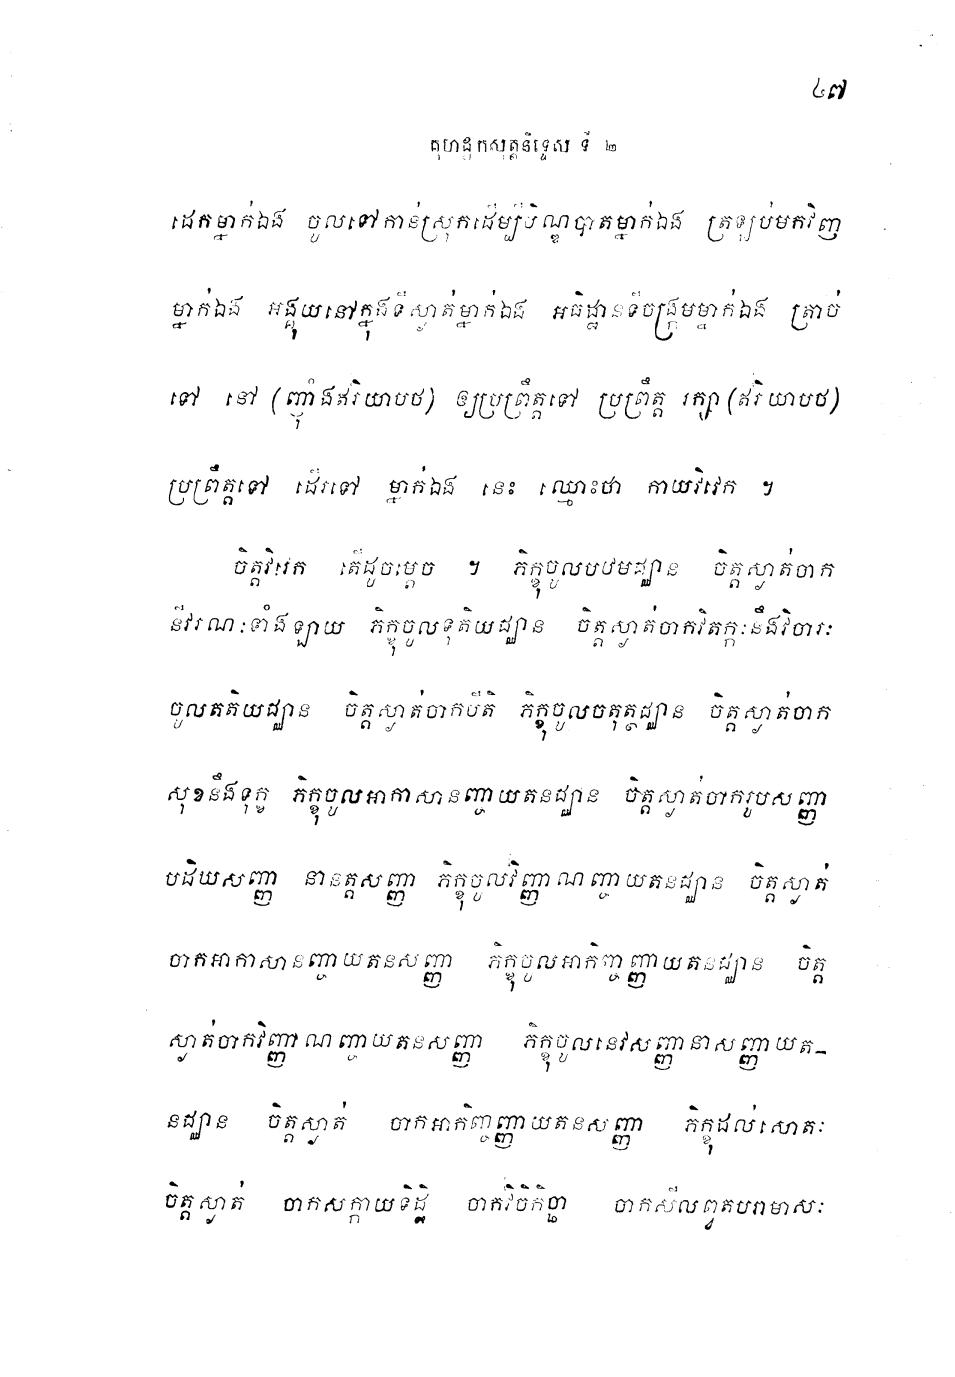 ៤៧
គុហដ្ឋកសុត្តនិទ្ទេស ទី ២
ដេកម្នាក់ឯង ចូលទៅកាន់ស្រុកដើម្បីបិណ្ឌបាតម្នាក់ឯង ត្រឡប់មកវិញ
ម្នាក់ឯង អង្គុយនៅក្នុងទីស្ងាត់ម្នាក់ឯង អធិដ្ឋានទីចង្ក្រមម្នាក់ឯង ត្រាច់
ទៅ នៅ (ញ៉ាំងឥរិយាបថ) ឲ្យប្រព្រឹត្តទៅ ប្រព្រឹត្ត រក្សា (ឥរិយាបថ)
ប្រព្រឹត្តទៅ ដើរទៅ ម្នាក់ឯង នេះ ឈ្មោះថា កាយវិវេក ។
ចិត្តវិវេក តើដូចម្តេច ។ ភិក្ខុចូលបឋមជ្ឈាន ចិត្តស្ងាត់ចាក
នីវរណៈទាំងឡាយ ភិក្ខុចូលទុតិយជ្ឈាន ចិត្តស្ងាត់ចាកវិតក្កៈនឹងវិចារៈ
ចូលតតិយជ្ឈាន ចិត្តស្ងាត់ចាកបីតិ ភិក្ខុចូលចតុត្ថជ្ឈាន ចិត្តស្ងាត់ចាក
សុខនឹងទុក្ខ ភិក្ខុចូលអាកាសានញ្ចាយតនជ្ឈាន ចិត្តស្ងាត់ចាករូបសញ្ញា
បដិឃសញ្ញា នានត្តសញ្ញា ភិក្ខុចូលវិញ្ញាណញ្ចាយតនជ្ឈាន ចិត្តស្ងាត់
ចាកអាកាសានញ្ចាយតនសញ្ញា ភិក្ខុចូលអាកិញ្ចញ្ញាយតនជ្ឈាន ចិត្ត
ស្ងាត់ចាកវិញ្ញាណញ្ចាយតនសញ្ញា ភិក្ខុចូលនេវសញ្ញានាសញ្ញាយត-
នជ្ឈាន ចិត្តស្ងាត់ ចាកអាកិញ្ចញ្ញាយតនសញ្ញា ភិក្ខុដល់សោតៈ
ចិត្តស្ងាត់ ចាកសក្កាយទិដ្ឋិ ចាកវិចិកិច្ឆា ចាកសីលព្វតបរាមាសៈ